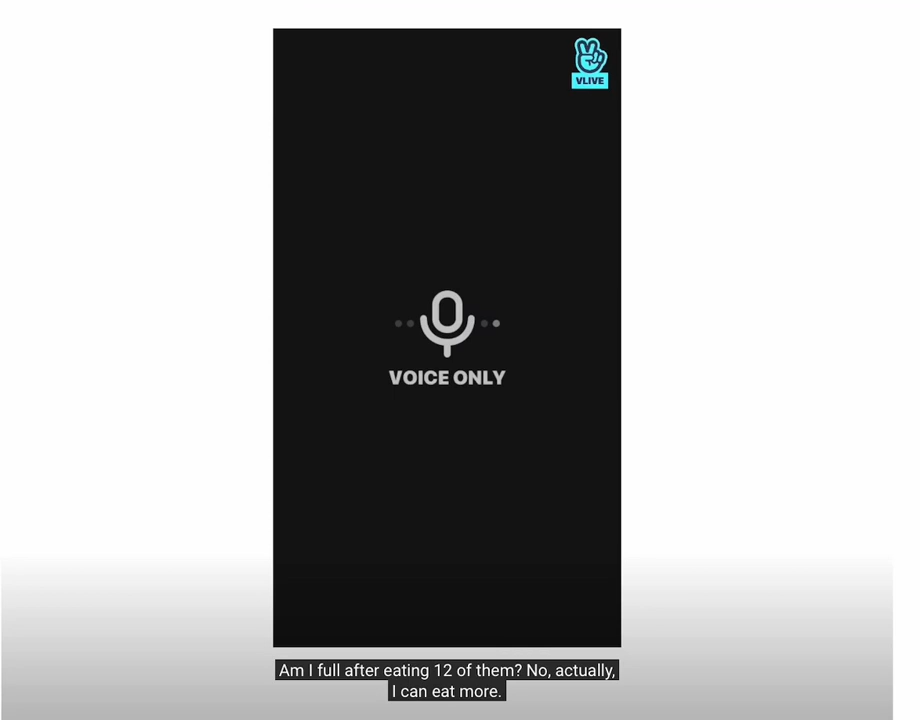 VLIVE
VOICE ONLY
Am I full after eating 12 of them? No, actually,
I can eat more.